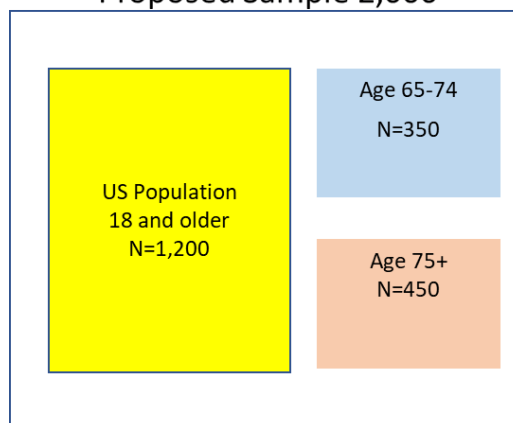 Proposed Sample 2,000
US Population
18 and older
N=1,200
Age 65-74
N=350
Age 75+
N=450